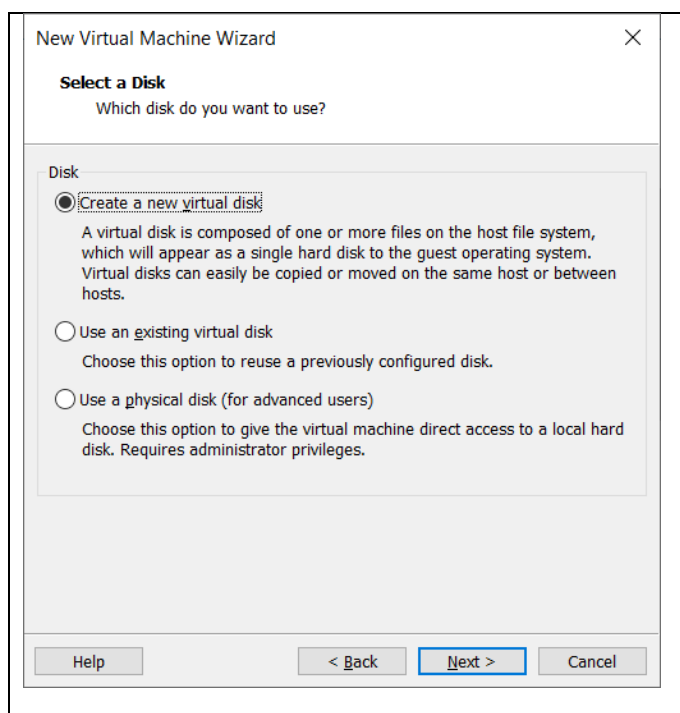 New Virtual Machine Wizard
Select a Disk
Which disk do you want to use?
Disk
Create a new virtual disk
A virtual disk is composed of one or more files on the host file system,
which will appear as a single hard disk to the guest operating system.
Virtual disks can easily be copied or moved on the same host or between
hosts.
Use an existing virtual disk
Choose this option to reuse a previously configured disk.
Use a physical disk (for advanced users)
Choose this option to give the virtual machine direct access to a local hard
disk. Requires administrator privileges.
Help < Back Next > Cancel